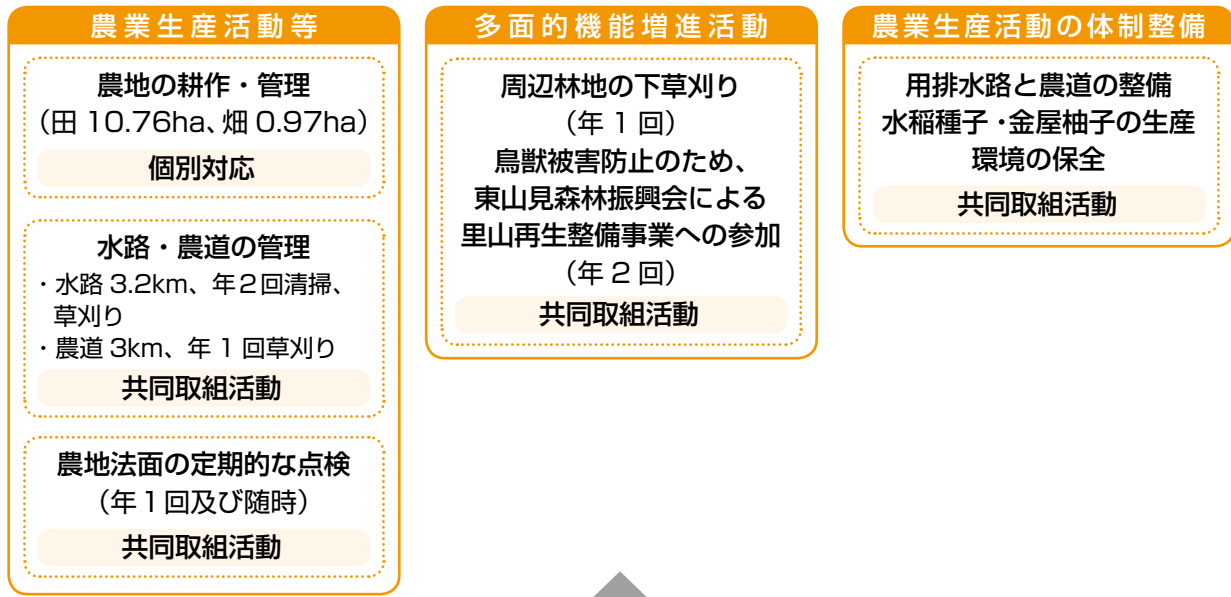 農業生産活動等
農地の耕作・管理
（田 10.76ha、畑 0.97ha）
個別対応
水路・農道の管理
・水路 3.2km、年２回清掃、
草刈り
・農道 3km、年 1 回草刈り
共同取組活動
農地法面の定期的な点検
（年１回及び随時）
共同取組活動
多面的機能増進活動
周辺林地の下草刈り
（年 1 回）
鳥獣被害防止のため、
東山見森林振興会による
里山再生整備事業への参加
（年 2 回）
共同取組活動
農業生産活動の体制整備
用排水路と農道の整備
水稲種子・金屋柚子の生産
環境の保全
共同取組活動